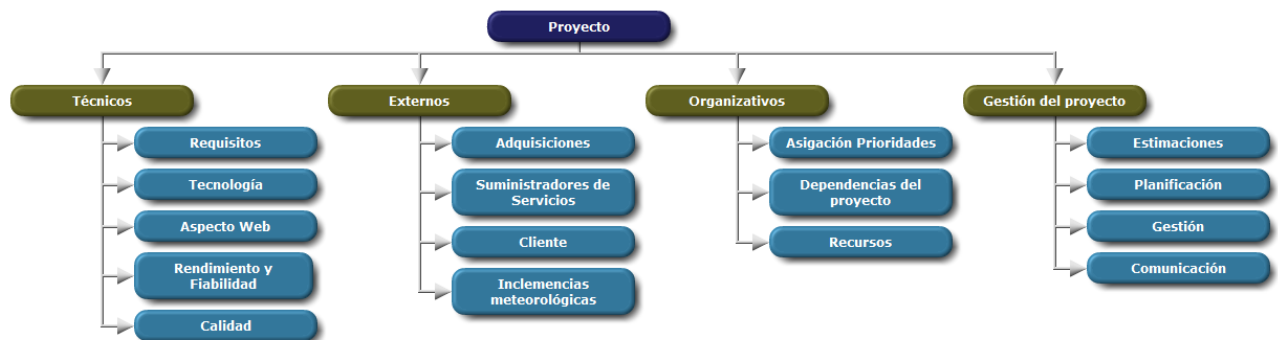 Proyecto
Técnicos
Requisitos
Tecnología
Aspecto Web
Rendimiento y
Fiabilidad
Calidad
Externos
Adquisiciones
Suministradores de
Servicios
Cliente
Inclemencias
meteorológicas
Organizativos
Asigación Prioridades
Dependencias del
proyecto
Recursos
Gestión del proyecto
Estimaciones
Planificación
Gestión
Comunicación